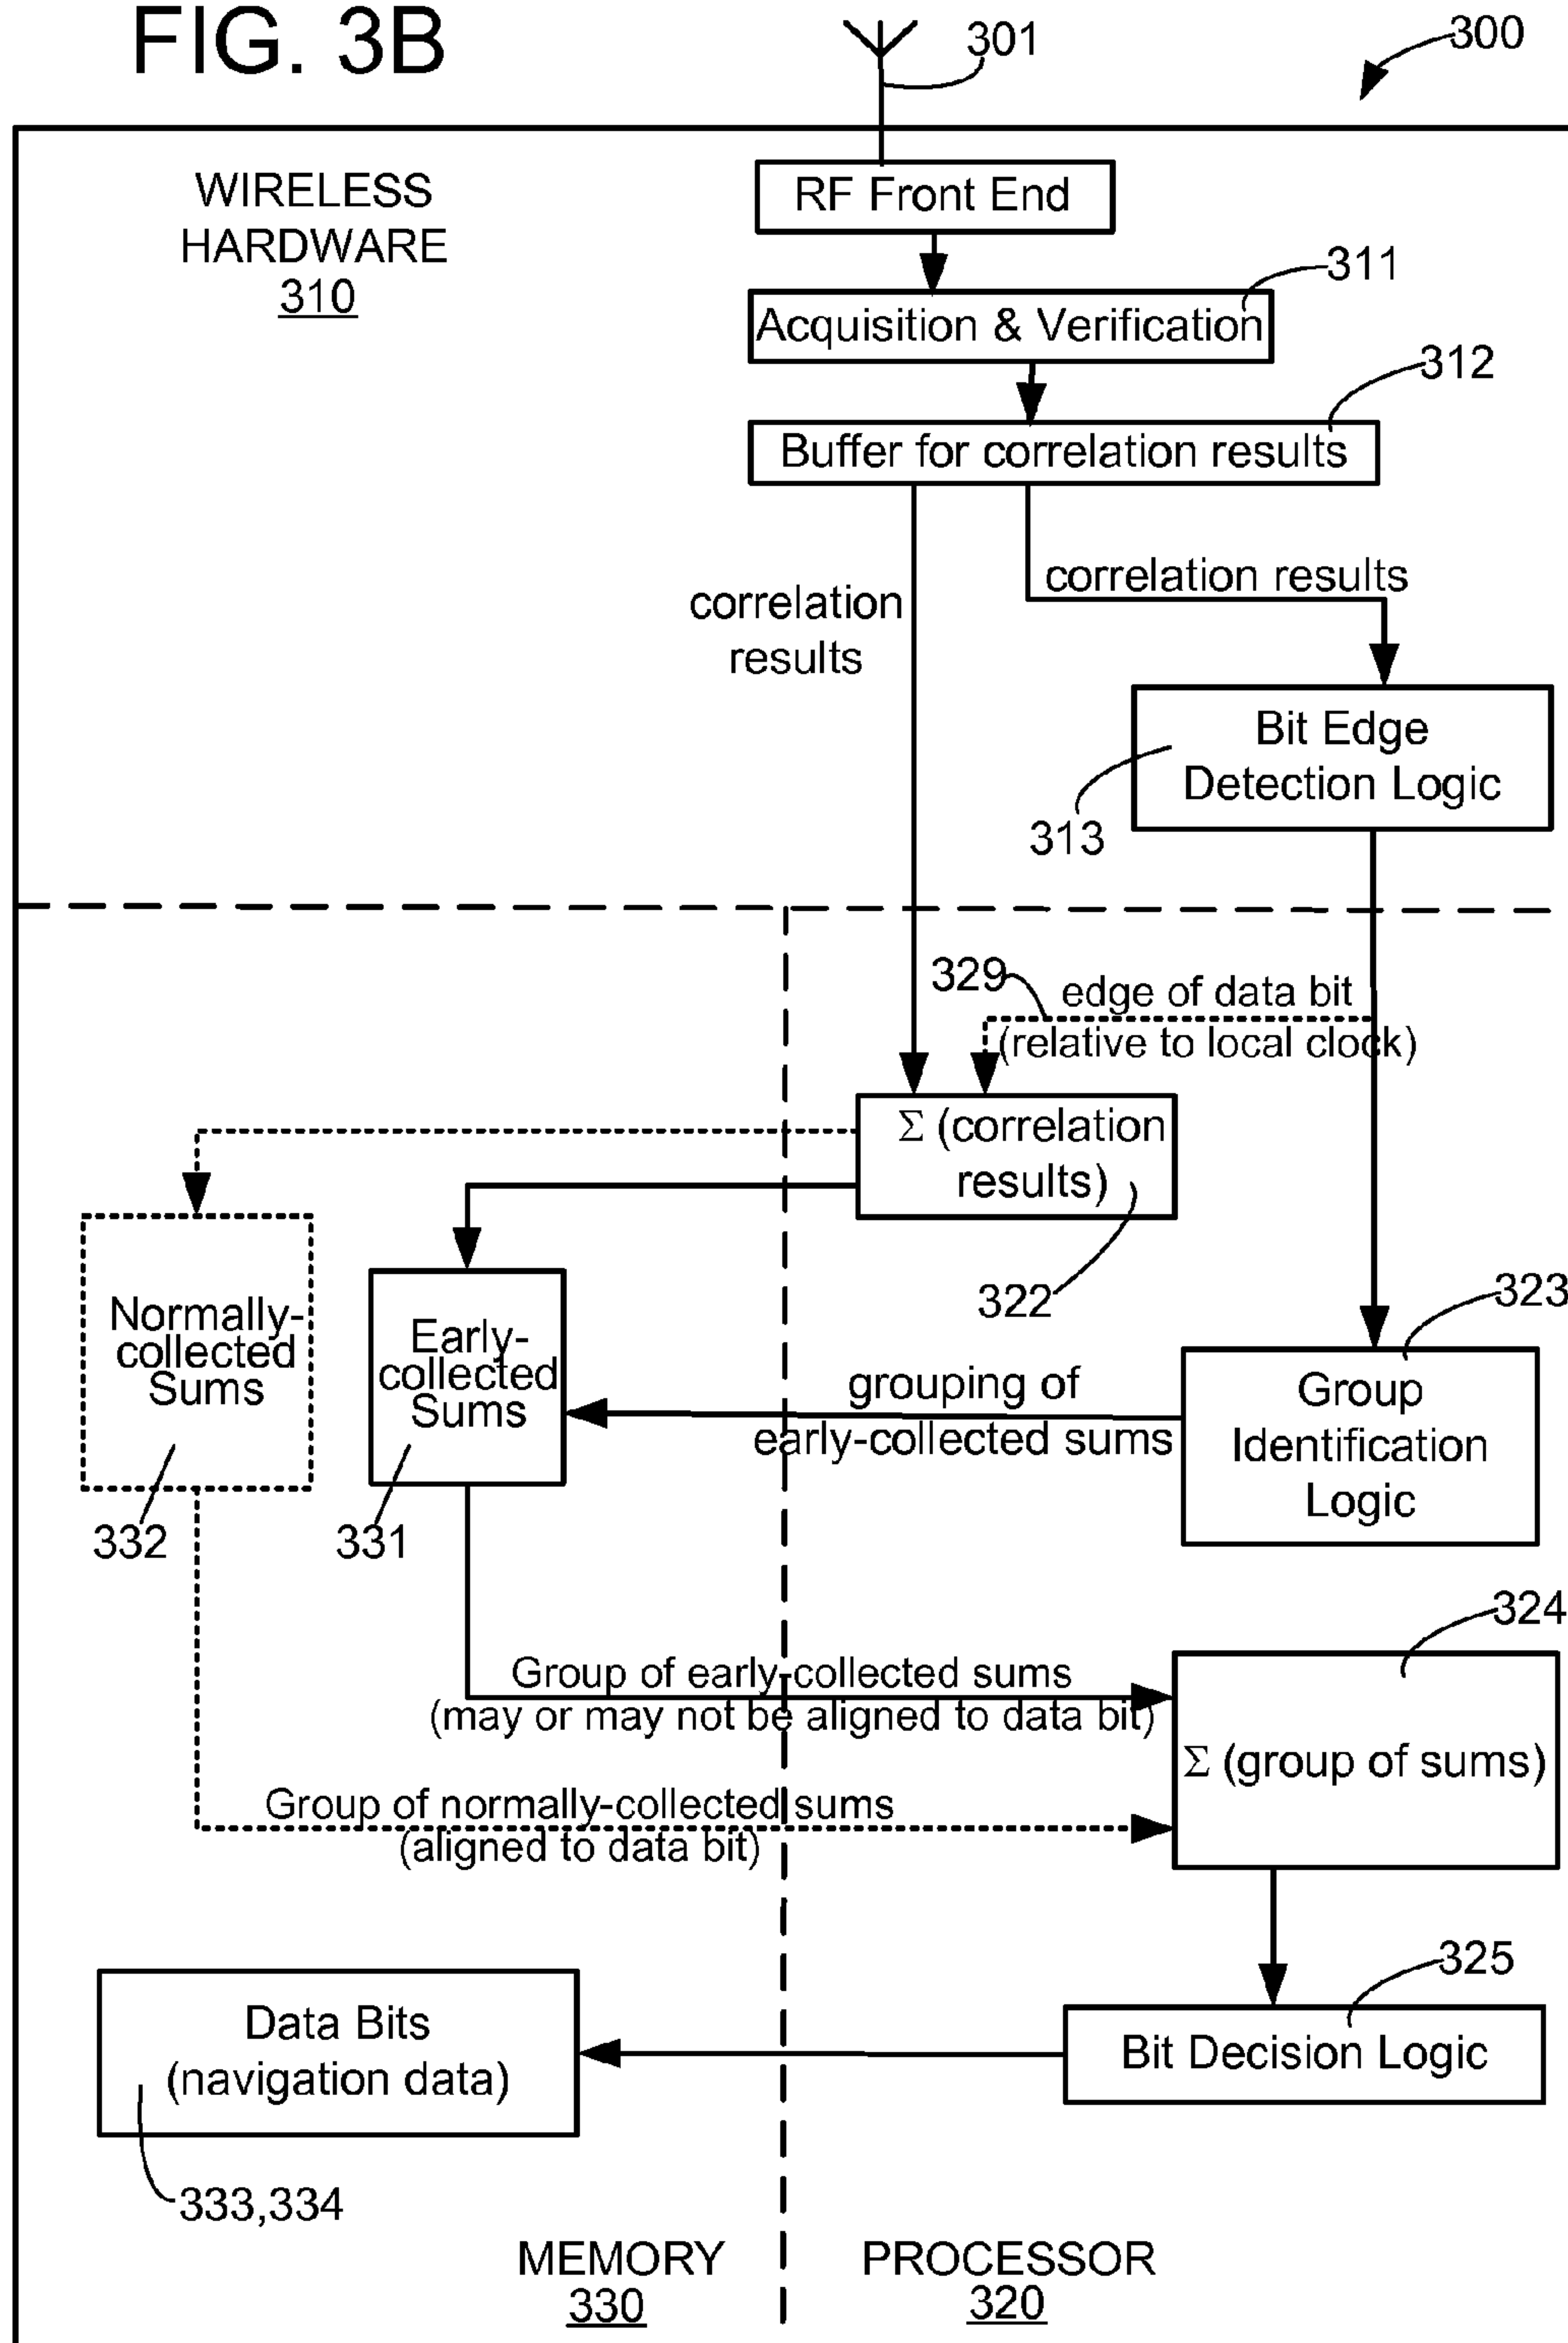 FIG. 3B
301
300
WIRELESS
HARDWARE
310
RF Front End
311
Acquisition & Verification
312
Buffer for correlation results
correlation results
correlation
results
Bit Edge
Detection Logic
313
329
edge of data bit
(relative to local clock)
Σ (correlation
results)
322
323
Normally-
collected
Sums
332
Early-
collected
Sums
331
grouping of
early-collected sums
Group
Identification
Logic
324
Group of early-collected sums
(may or may not be aligned to data bit)
Σ (group of sums)
Group of normally-collected sums
(aligned to data bit)
325
Data Bits
(navigation data)
Bit Decision Logic
333,334
MEMORY
330
PROCESSOR
320